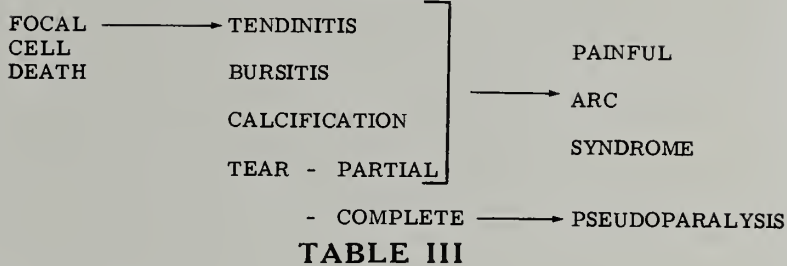 FOCAL CELL DEATH
TENDINITIS
BURSITIS
CALCIFICATION
TEAR - PARTIAL
- COMPLETE
PAINFUL
ARC
SYNDROME
PSEUDOPARALYSIS
TABLE III